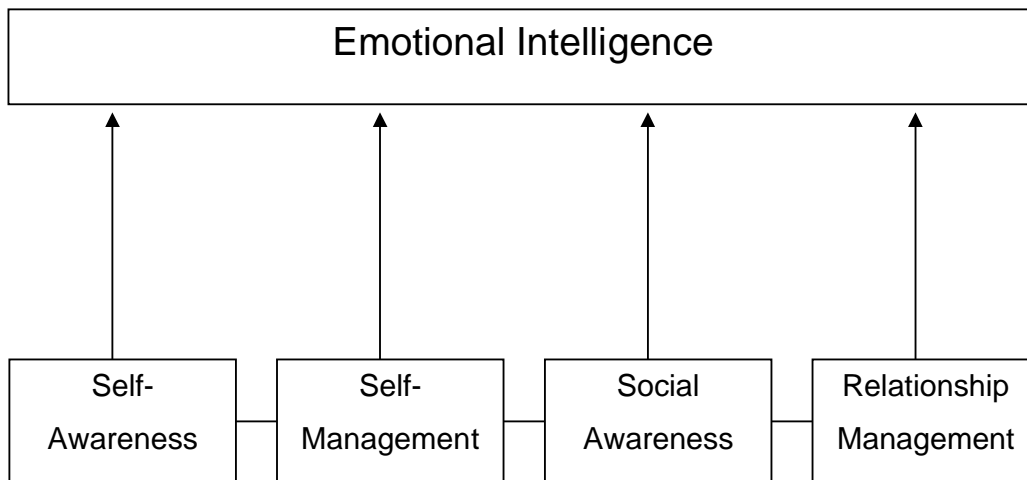 Emotional Intelligence
Self-
Awareness
Self-
Management
Social
Awareness
Relationship
Management